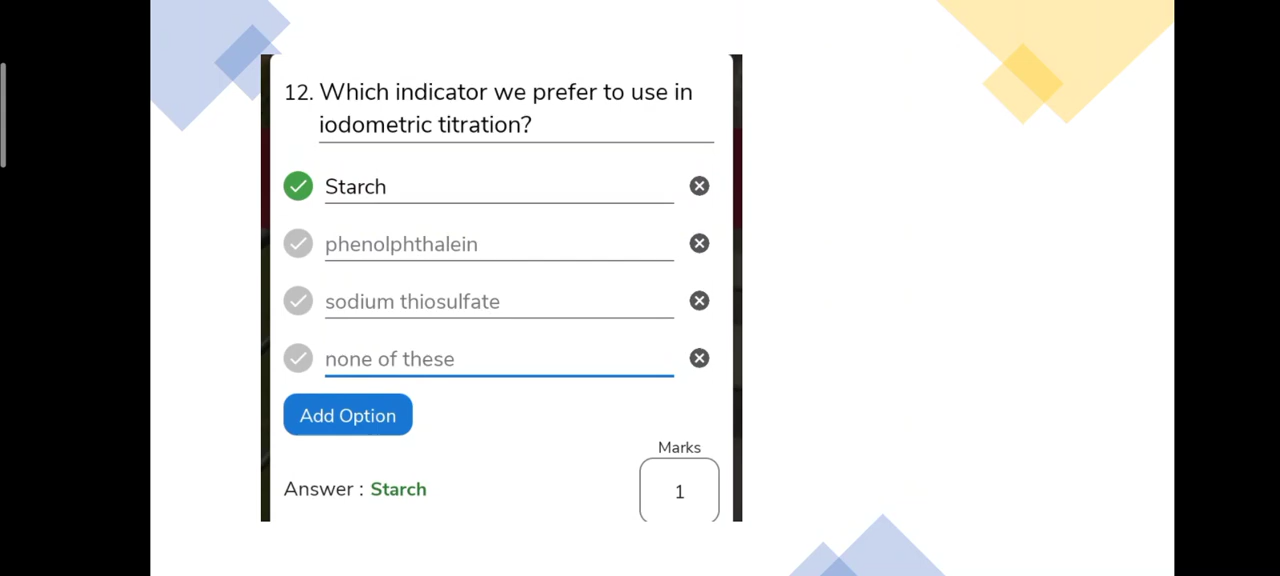 12. Which indicator we prefer to use in
iodometric titration?
Starch
phenolphthalein
sodium thiosulfate
none of these
Add Option
Marks
Answer : Starch
1